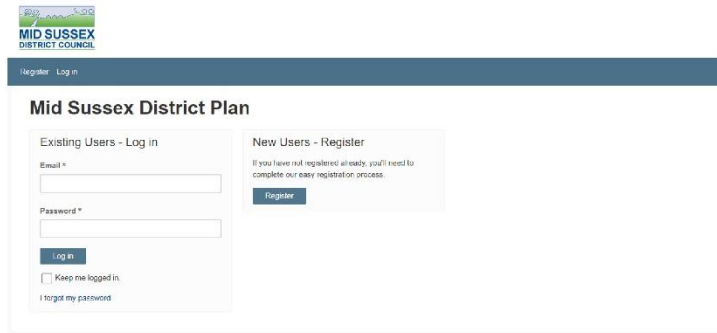 MID SUSSEX
DISTRICT COUNCIL
Register Log in
Mid Sussex District Plan
Existing Users - Log in
Email *
Password *
Log in
Keep me logged in.
I forgot my password
New Users - Register
If you have not registered already, you'll need to
complete our easy registration process.
Register